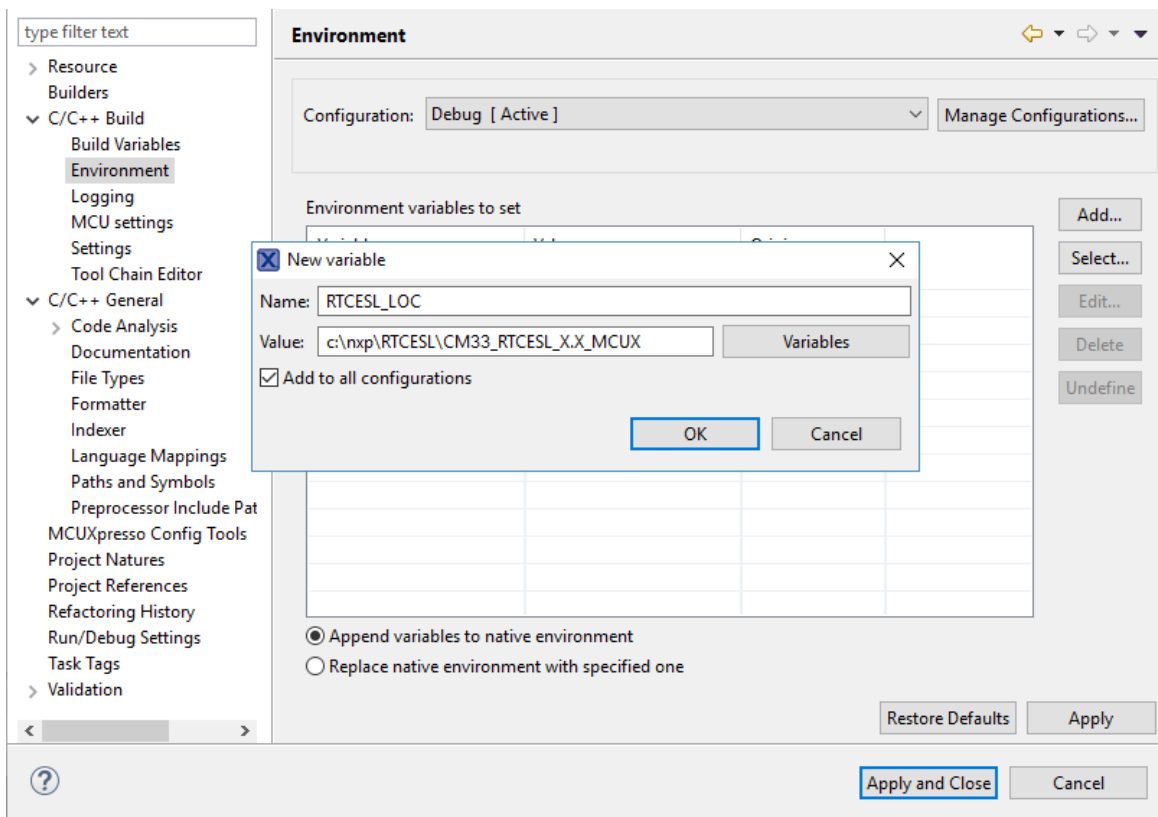 type filter text
Resource
Builders
C/C++ Build
Build Variables
Environment
Logging
MCU settings
Settings
Tool Chain Editor
C/C++ General
Code Analysis
Documentation
File Types
Formatter
Indexer
Language Mappings
Paths and Symbols
Preprocessor Include Pat
MCUXpresso Config Tools
Project Natures
Project References
Refactoring History
Run/Debug Settings
Task Tags
Validation
Environment
Configuration: Debug [ Active ] Manage Configurations...
Environment variables to set
Add...
Select...
Edit...
Delete
Undefine
New variable
Name: RTCESL_LOC
Value: c:\nxp\RTCESL\CM33_RTCESL_X.X_MCUX Variables
Add to all configurations
OK Cancel
Append variables to native environment
Replace native environment with specified one
Restore Defaults Apply
? Apply and Close Cancel